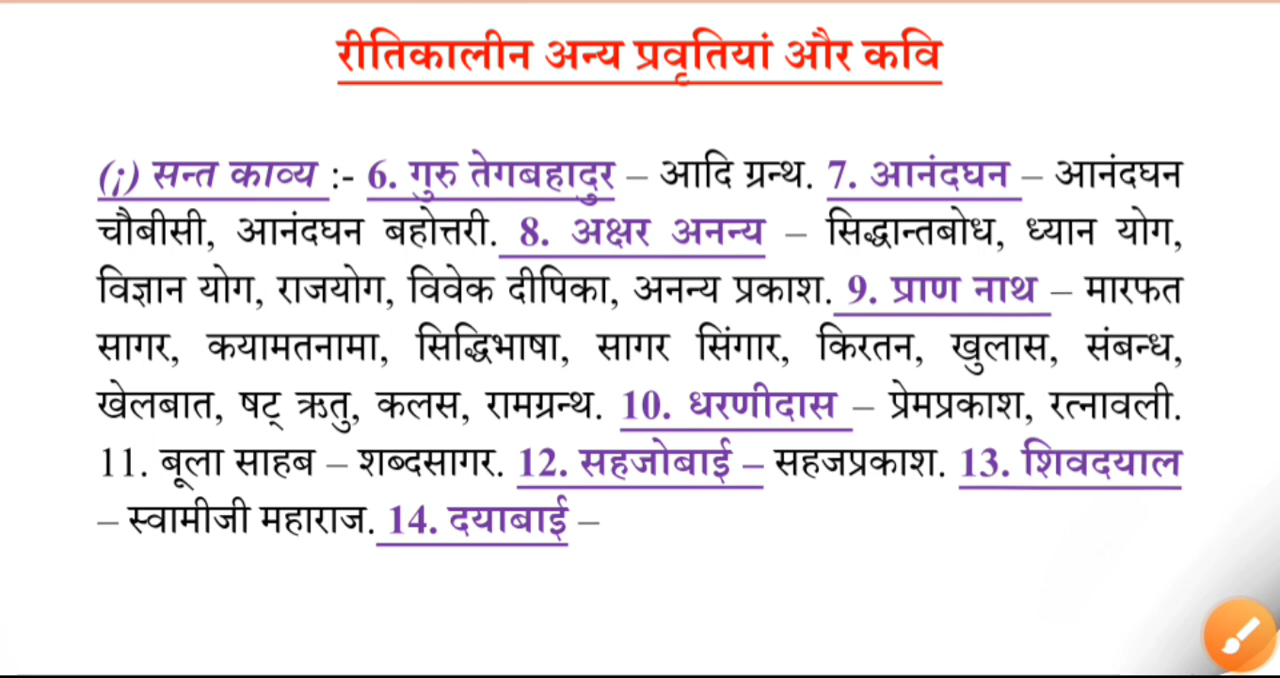 रीतिकालीन अन्य प्रवृतियां और कवि
(i) सन्त काव्य :- 6. गुरु तेगबहादुर – आदि ग्रन्थ. 7. आनंदघन – आनंदघन
चौबीसी, आनंदघन बहोत्तरी. 8. अक्षर अनन्य – सिद्धान्तबोध, ध्यान योग,
विज्ञान योग, राजयोग, विवेक दीपिका, अनन्य प्रकाश. 9. प्राण नाथ – मारफत
सागर, कयामतनामा, सिद्धिभाषा, सागर सिंगार, किरतन, खुलास, संबन्ध,
खेलबात, षट् ऋतु, कलस, रामग्रन्थ. 10. धरणीदास – प्रेमप्रकाश, रत्नावली.
11. बूला साहब – शब्दसागर. 12. सहजोबाई – सहजप्रकाश. 13. शिवदयाल
– स्वामीजी महाराज. 14. दयाबाई –